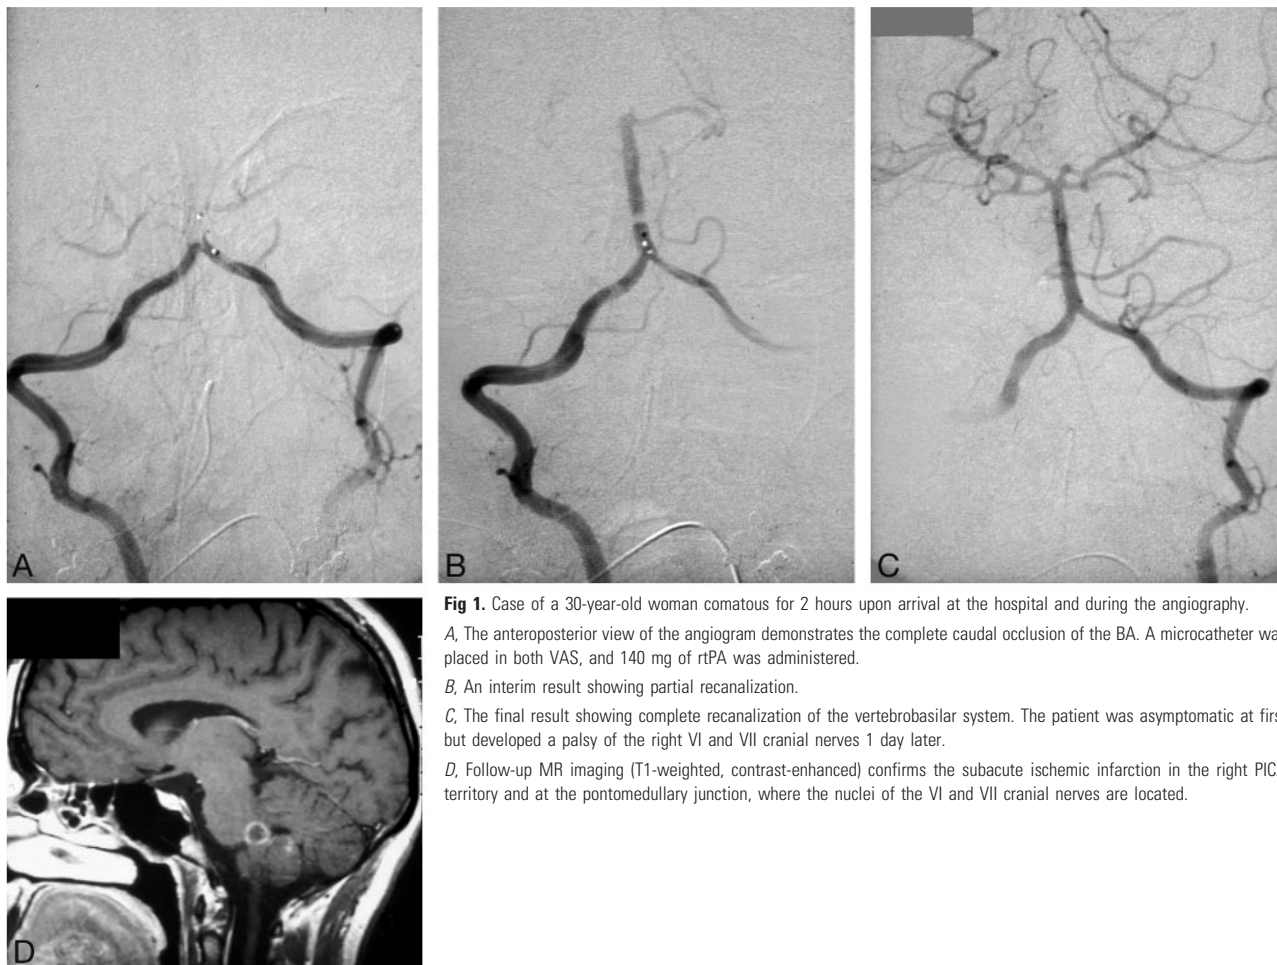 A
B
C
Fig 1. Case of a 30-year-old woman comatous for 2 hours upon arrival at the hospital and during the angiography.
A, The anteroposterior view of the angiogram demonstrates the complete caudal occlusion of the BA. A microcatheter wa
placed in both VAS, and 140 mg of rtPA was administered.
B, An interim result showing partial recanalization.
C, The final result showing complete recanalization of the vertebrobasilar system. The patient was asymptomatic at firs
but developed a palsy of the right VI and VII cranial nerves 1 day later.
D, Follow-up MR imaging (T1-weighted, contrast-enhanced) confirms the subacute ischemic infarction in the right PIC
territory and at the pontomedullary junction, where the nuclei of the VI and VII cranial nerves are located.
D